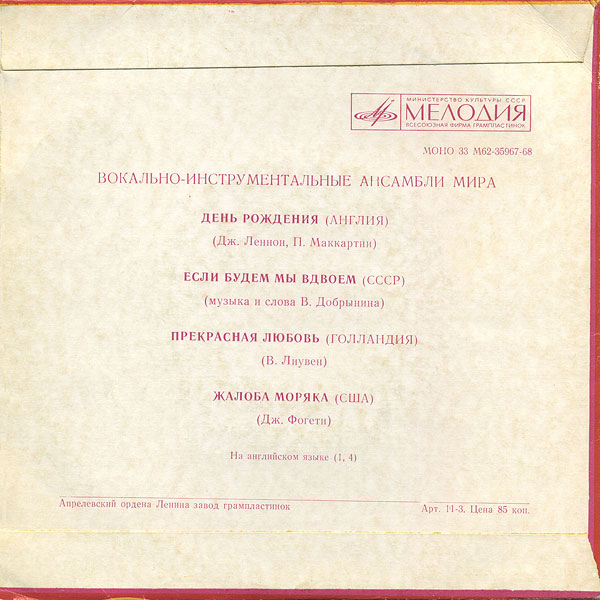 МИНИСТЕРСТВО КУЛЬТУРЫ СССР
МЕЛОДИЯ
ВСЕСОЮЗНАЯ ФИРМА ГРАМПЛАСТИНОК
МОНО 33 М62-35967-68
ВОКАЛЬНО-ИНСТРУМЕНТАЛЬНЫЕ АНСАМБЛИ МИРА
ДЕНЬ РОЖДЕНИЯ (АНГЛИЯ)
(Дж. Леннон, П. Маккартни)
ЕСЛИ БУДЕМ МЫ ВДВОЕМ (СССР)
(музыка и слова В. Добрынина)
ПРЕКРАСНАЯ ЛЮБОВЬ (ГОЛЛАНДИЯ)
(В. Лиувен)
ЖАЛОБА МОРЯКА (США)
(Дж. Фогети)
На английском языке (1, 4)
Апрелевский ордена Ленина завод грампластинок Арт. 11-3. Цена 85 коп.